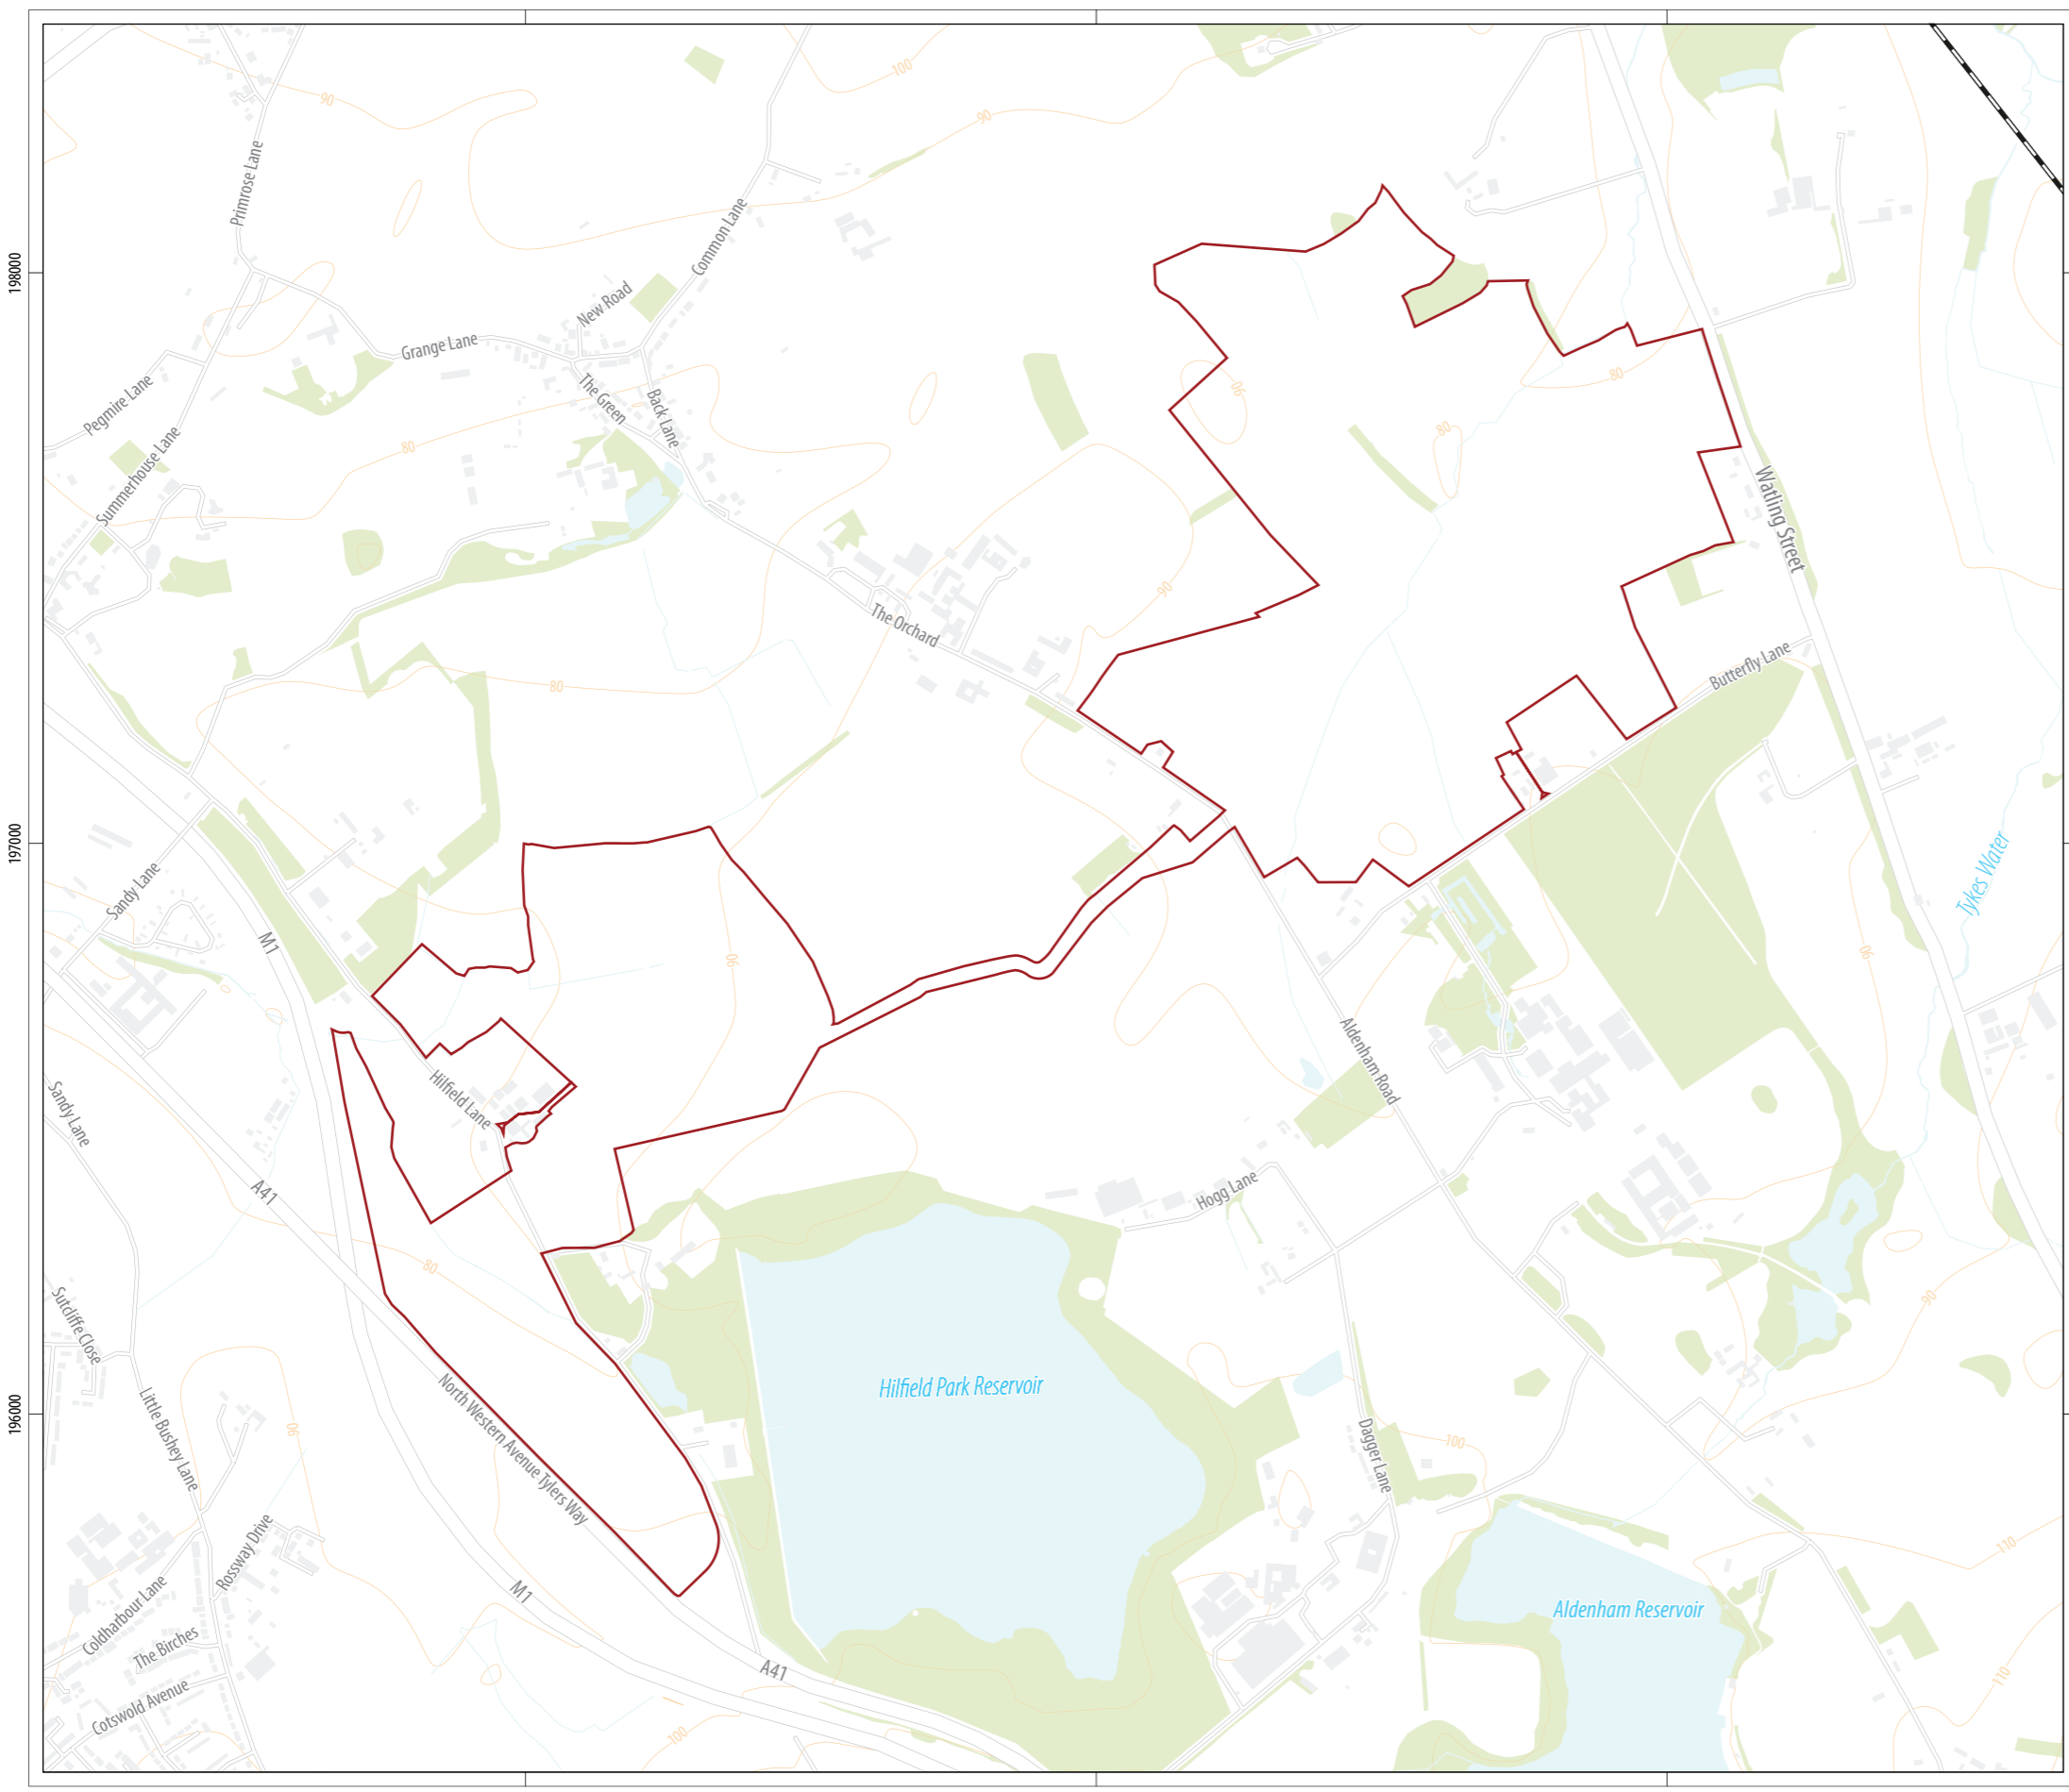 100
90
90
Primrose Lane
Common Lane
198000
New Road
Grange Lane
80
90
Pegmire Lane
The Green
Back Lane
80
80
Summerhouse Lane
Watling Street
90
The Orchard
Butterfly Lane
80
197000
Tykes Water
Sandy Lane
M1
90
90
Aldenham Road
Hilfield Lane
Sandy Lane
A41
Hogg Lane
80
90
Sutcliffe Close
Hilfield Park Reservoir
North Western Avenue Tylers Way
196000
Little Bushey Lane
90
Dagger Lane
100
Rossway Drive
110
M1
Coldharbour Lane
Aldenham Reservoir
The Birches
A41
110
Cotswold Avenue
100